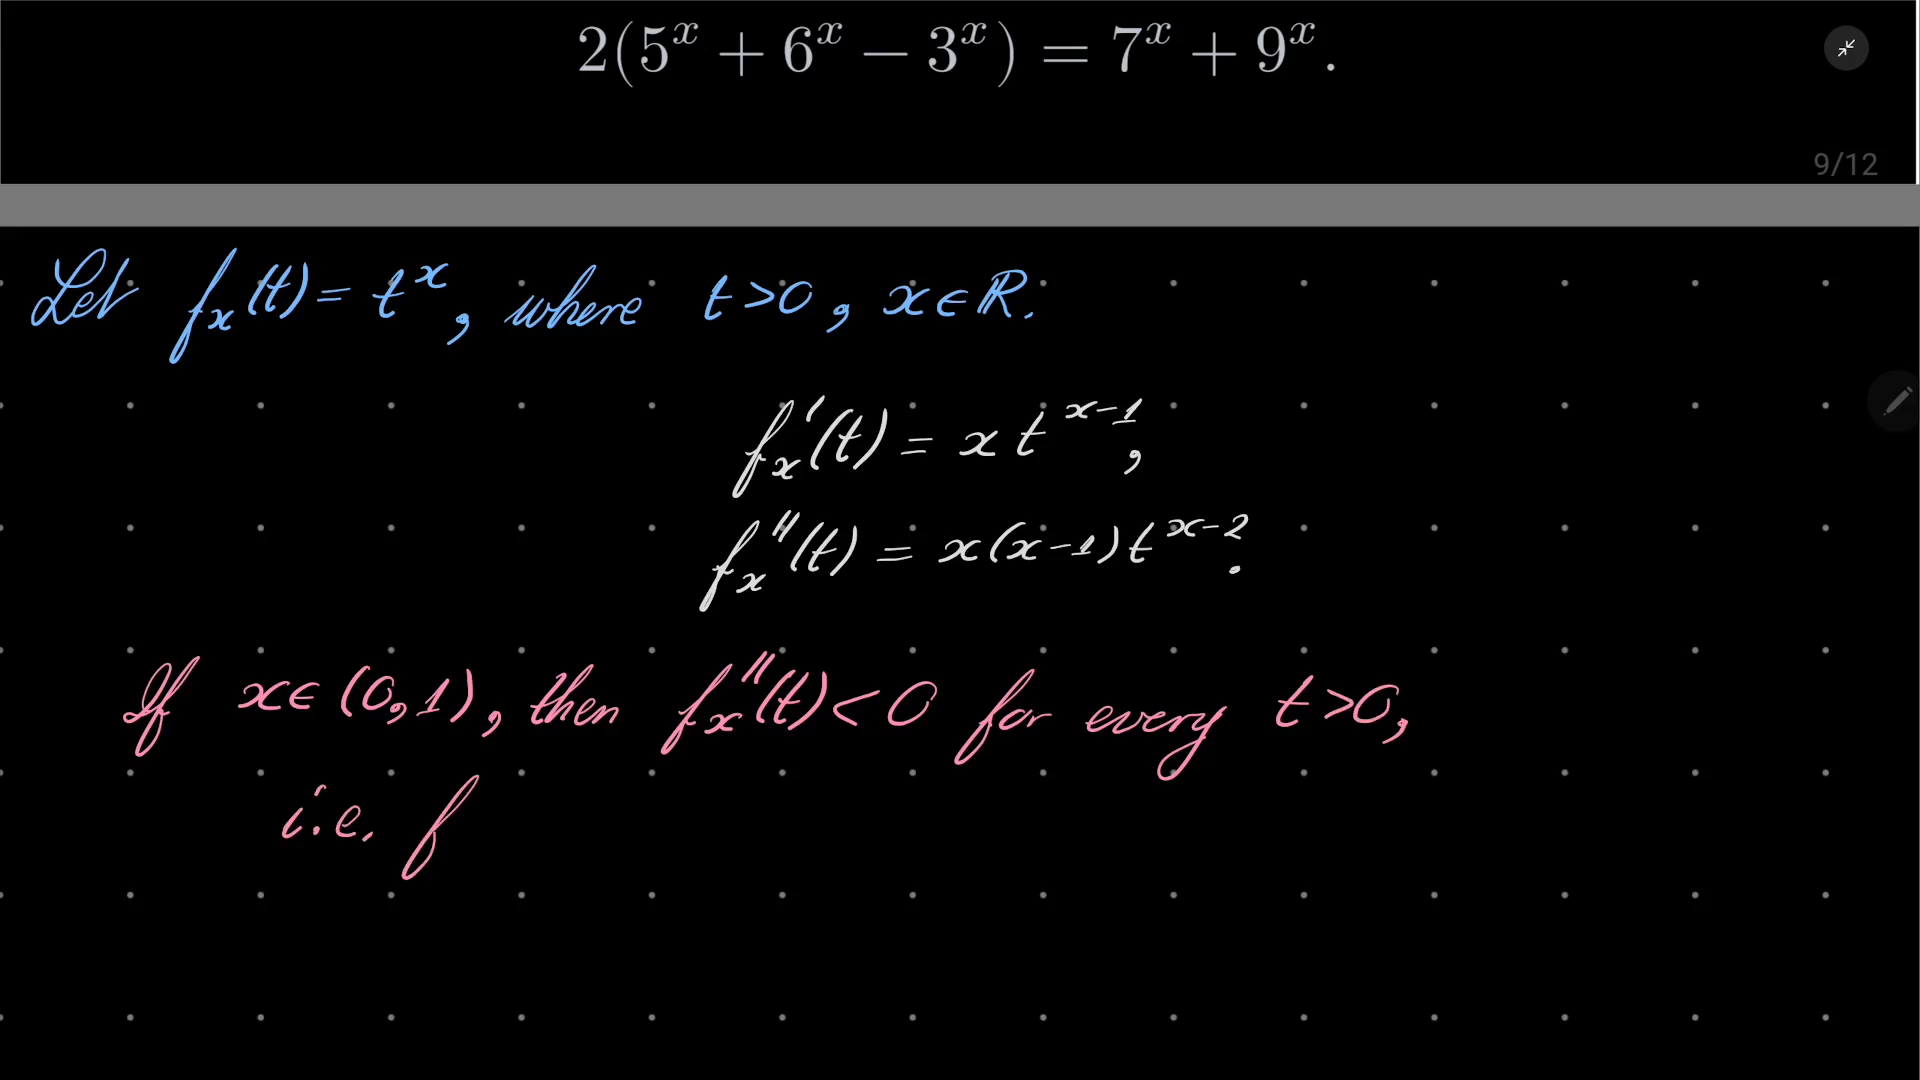 2(5^x + 6^x − 3^x) = 7^x + 9^x.
9/12
Let f_x(t) = t^x, where t>0, x∈ℝ.
f_x'(t) = x t^{x-1},
f_x''(t) = x(x-1)t^{x-2}.
If x∈(0,1), then f_x''(t)<0 for every t>0,
i.e. f